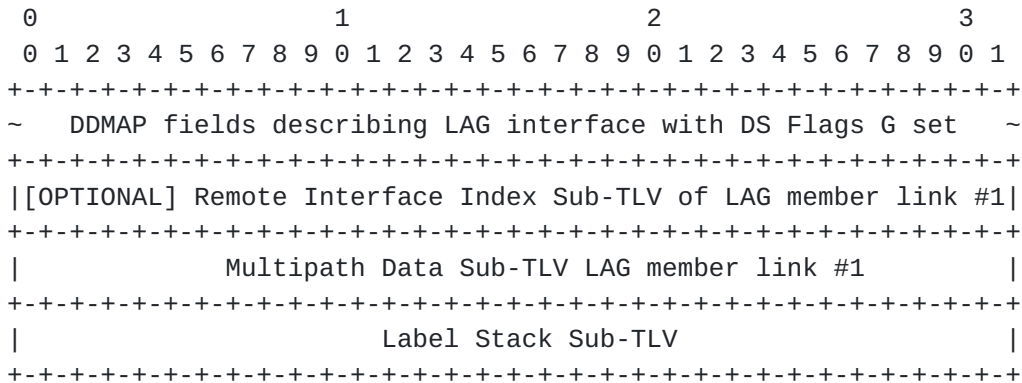 0                   1                   2                   3
 0 1 2 3 4 5 6 7 8 9 0 1 2 3 4 5 6 7 8 9 0 1 2 3 4 5 6 7 8 9 0 1
+-+-+-+-+-+-+-+-+-+-+-+-+-+-+-+-+-+-+-+-+-+-+-+-+-+-+-+-+-+-+-+-+
~   DDMAP fields describing LAG interface with DS Flags G set   ~
+-+-+-+-+-+-+-+-+-+-+-+-+-+-+-+-+-+-+-+-+-+-+-+-+-+-+-+-+-+-+-+-+
|[OPTIONAL] Remote Interface Index Sub-TLV of LAG member link #1|
+-+-+-+-+-+-+-+-+-+-+-+-+-+-+-+-+-+-+-+-+-+-+-+-+-+-+-+-+-+-+-+-+
|             Multipath Data Sub-TLV LAG member link #1         |
+-+-+-+-+-+-+-+-+-+-+-+-+-+-+-+-+-+-+-+-+-+-+-+-+-+-+-+-+-+-+-+-+
|                       Label Stack Sub-TLV                     |
+-+-+-+-+-+-+-+-+-+-+-+-+-+-+-+-+-+-+-+-+-+-+-+-+-+-+-+-+-+-+-+-+